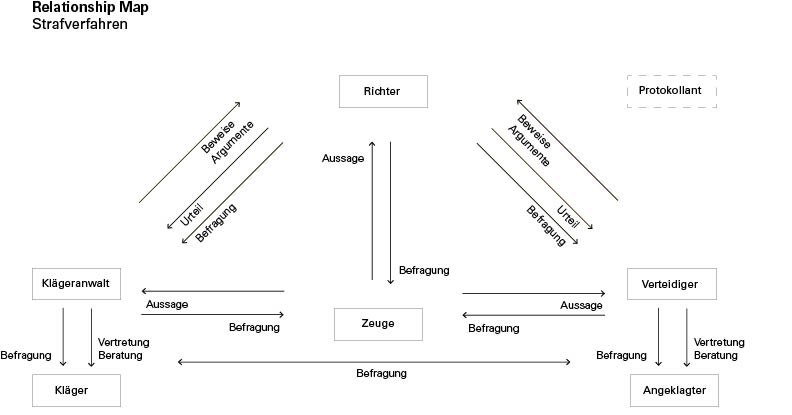 Relationship Map
Strafverfahren
Richter
Protokollant
Beweise
Argumente
Urteil
Befragung
Aussage
Befragung
Beweise
Argumente
Urteil
Befragung
Klägeranwalt
Aussage
Befragung
Zeuge
Aussage
Befragung
Verteidiger
Befragung
Vertretung
Beratung
Befragung
Befragung
Vertretung
Beratung
Kläger
Angeklagter